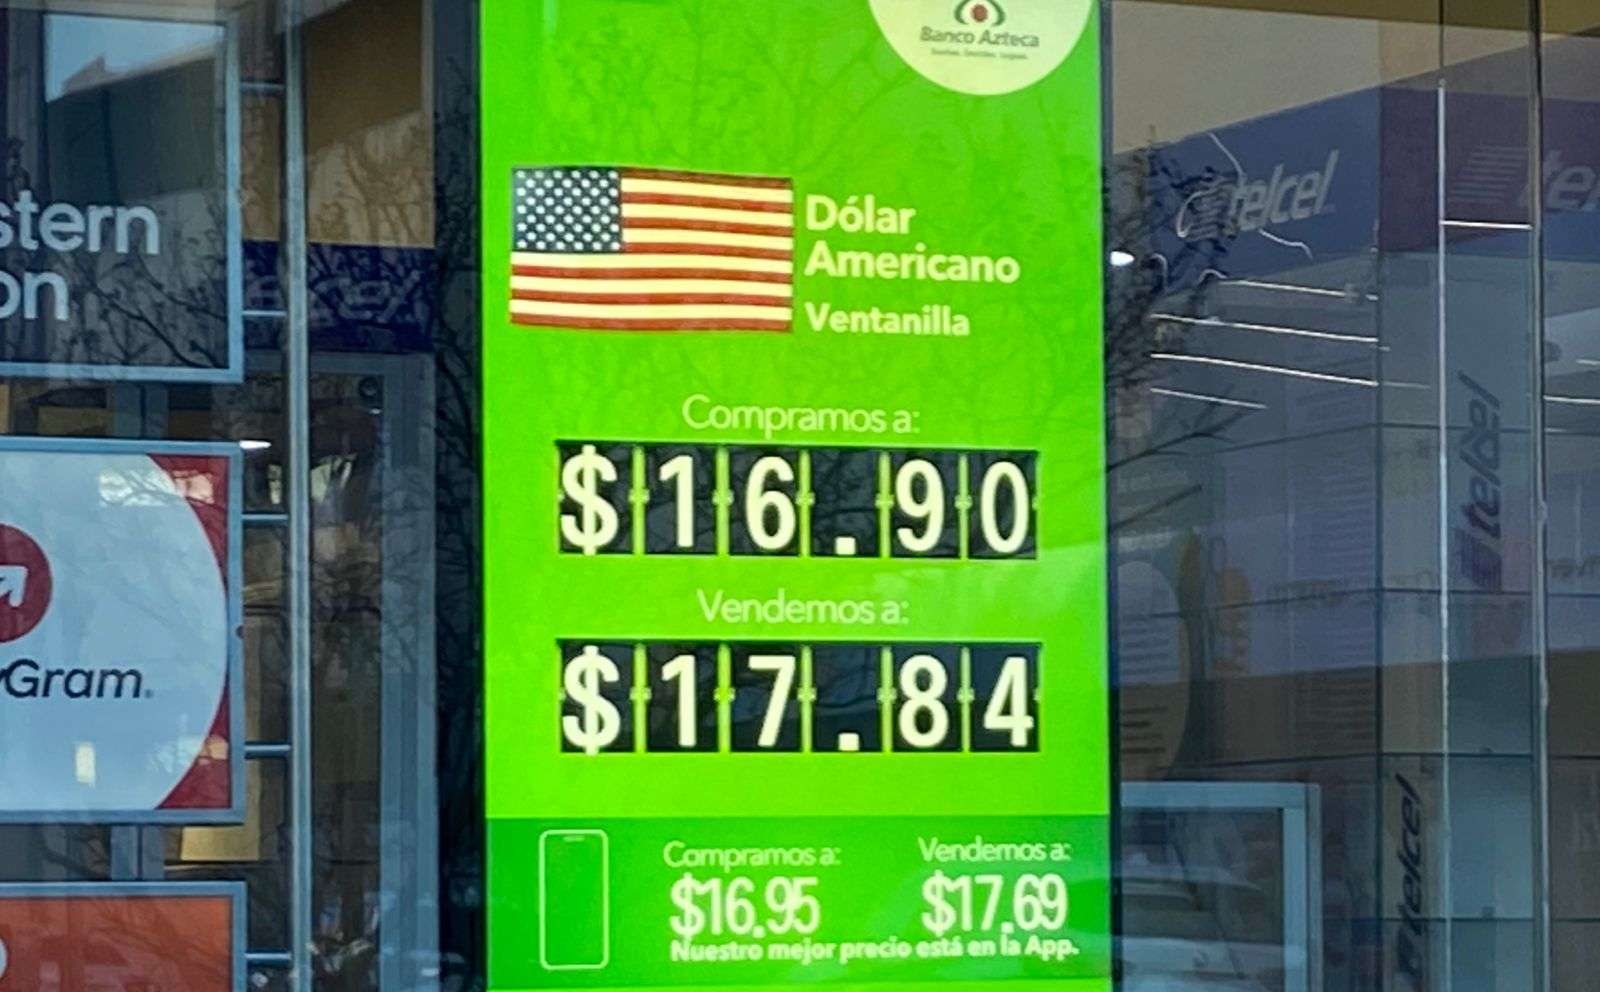 Banco Azteca
Dólar
Americano
Ventanilla
Compramos a:
$16.90
Vendemos a:
$17.84
Compramos a:
$16.95
Vendemos a:
$17.69
Nuestro mejor precio está en la App.
stern
on
Gram.
telcel
te
telcel
telcel